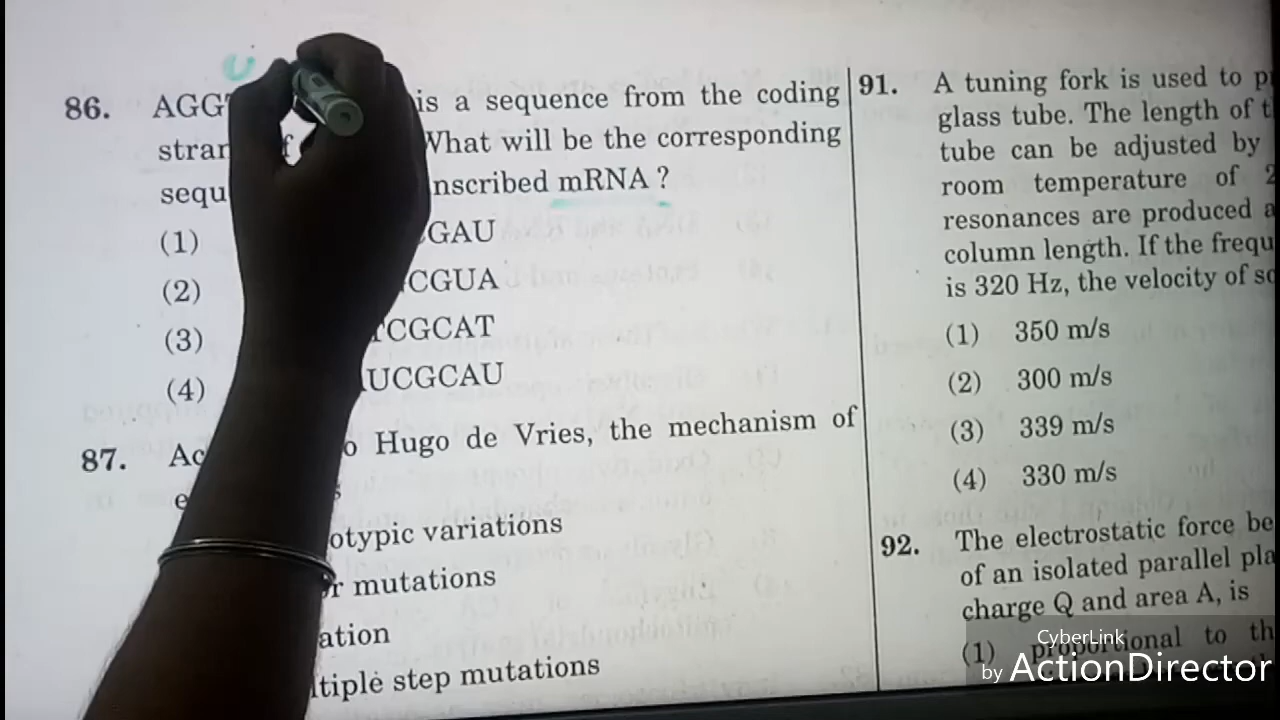 U
86. AGG is a sequence from the coding
stran What will be the corresponding
sequ nscribed mRNA ?
(1) GAU
(2) CGUA
(3) TCGCAT
(4) UCGCAU
87. Ac o Hugo de Vries, the mechanism of
e s
otypic variations
r mutations
ation
ltiple step mutations
91. A tuning fork is used to p
glass tube. The length of t
tube can be adjusted by
room temperature of 2
resonances are produced a
column length. If the frequ
is 320 Hz, the velocity of so
(1) 350 m/s
(2) 300 m/s
(3) 339 m/s
(4) 330 m/s
92. The electrostatic force be
of an isolated parallel pla
charge Q and area A, is
(1) proportional to th
CyberLink
by ActionDirector